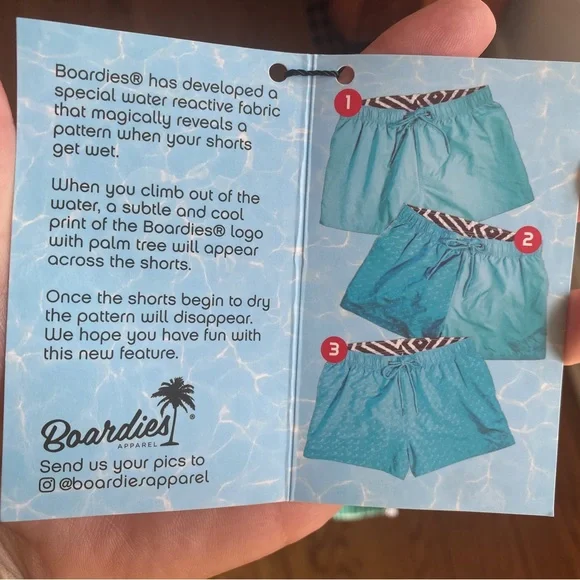 Boardies® has developed a
special water reactive fabric
that magically reveals a
pattern when your shorts
get wet.
When you climb out of the
water, a subtle and cool
print of the Boardies® logo
with palm tree will appear
across the shorts.
Once the shorts begin to dry
the pattern will disappear.
We hope you have fun with
this new feature.
Boardies®
APPAREL
Send us your pics to
@boardiesapparel
1
2
3